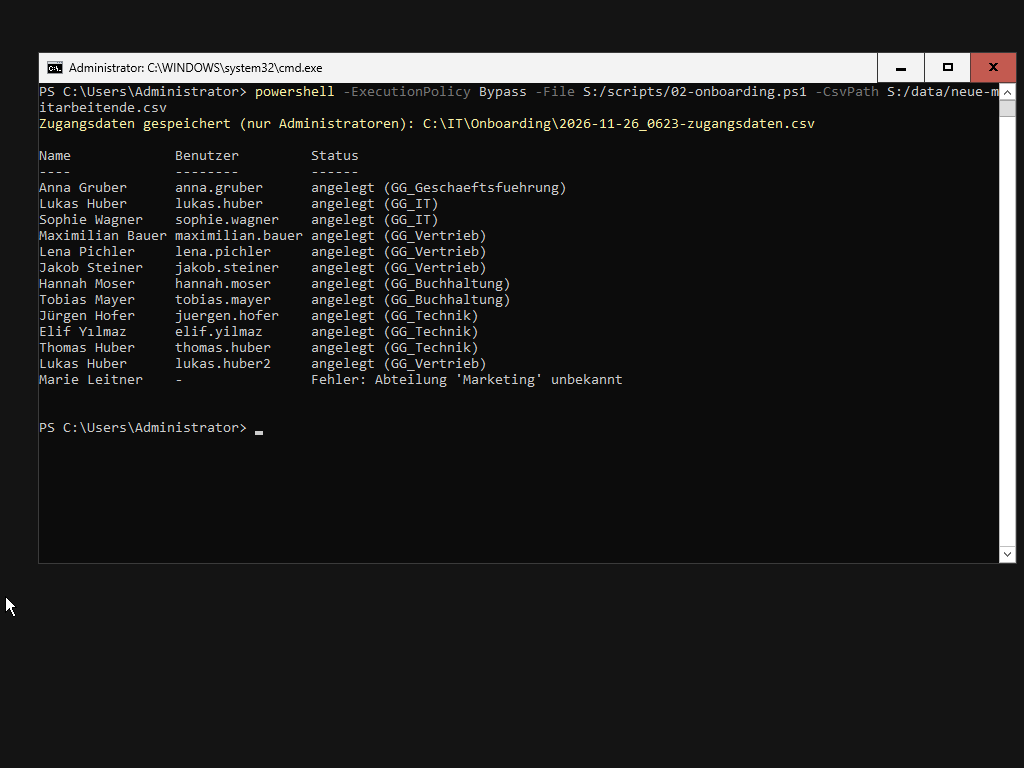 Administrator: C:\WINDOWS\system32\cmd.exe
PS C:\Users\Administrator> powershell -ExecutionPolicy Bypass -File S:/scripts/02-onboarding.ps1 -CsvPath S:/data/neue-m
itarbeitende.csv
Zugangsdaten gespeichert (nur Administratoren): C:\IT\Onboarding\2026-11-26_0623-zugangsdaten.csv
Name Benutzer Status
---- -------- ------
Anna Gruber anna.gruber angelegt (GG_Geschaeftsfuehrung)
Lukas Huber lukas.huber angelegt (GG_IT)
Sophie Wagner sophie.wagner angelegt (GG_IT)
Maximilian Bauer maximilian.bauer angelegt (GG_Vertrieb)
Lena Pichler lena.pichler angelegt (GG_Vertrieb)
Jakob Steiner jakob.steiner angelegt (GG_Vertrieb)
Hannah Moser hannah.moser angelegt (GG_Buchhaltung)
Tobias Mayer tobias.mayer angelegt (GG_Buchhaltung)
Jürgen Hofer juergen.hofer angelegt (GG_Technik)
Elif Yılmaz elif.yilmaz angelegt (GG_Technik)
Thomas Huber thomas.huber angelegt (GG_Technik)
Lukas Huber lukas.huber2 angelegt (GG_Vertrieb)
Marie Leitner - Fehler: Abteilung 'Marketing' unbekannt
PS C:\Users\Administrator>